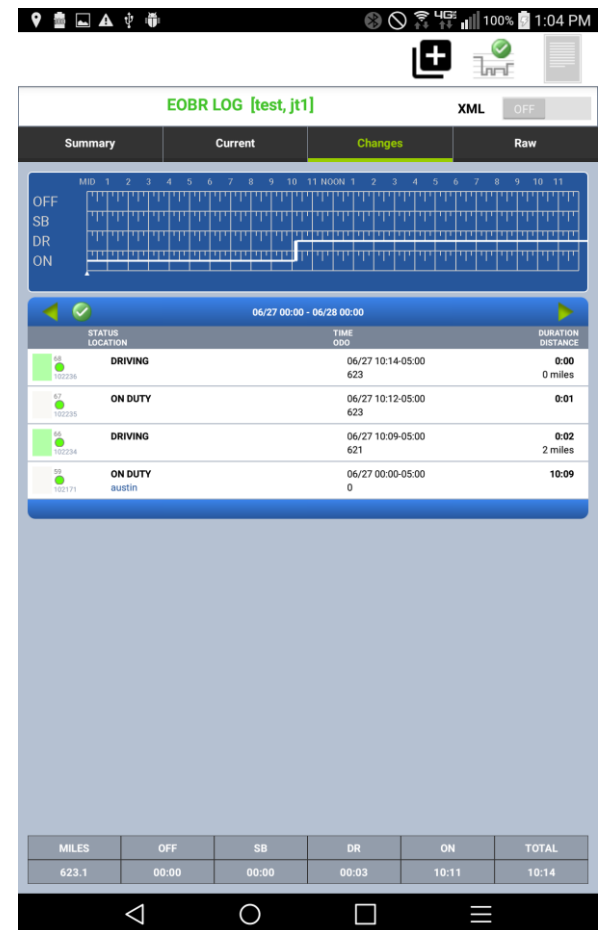 4G 100% 1:04 PM
EOBR LOG [test, jt1] XML OFF
Summary Current Changes Raw
MID 1 2 3 4 5 6 7 8 9 10 11 NOON 1 2 3 4 5 6 7 8 9 10 11
OFF
SB
DR
ON
06/27 00:00 - 06/28 00:00
STATUS TIME DURATION
LOCATION ODO DISTANCE
68 DRIVING 06/27 10:14-05:00 0:00
102236 623 0 miles
67 ON DUTY 06/27 10:12-05:00 0:01
102235 623
66 DRIVING 06/27 10:09-05:00 0:02
102234 621 2 miles
59 ON DUTY 06/27 00:00-05:00 10:09
102171 austin 0
MILES OFF SB DR ON TOTAL
623.1 00:00 00:00 00:03 10:11 10:14